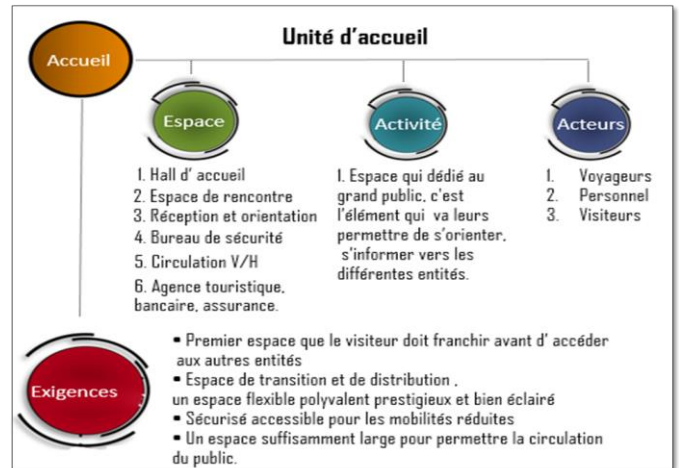 Unité d'accueil
Accueil
Espace
1. Hall d' accueil
2. Espace de rencontre
3. Réception et orientation
4. Bureau de sécurité
5. Circulation V/H
6. Agence touristique,
bancaire, assurance.
Activité
1. Espace qui dédié au
grand public, c'est
l'élément qui va leurs
permettre de s'orienter,
s'informer vers les
différentes entités.
Acteurs
1. Voyageurs
2. Personnel
3. Visiteurs
Exigences
▪ Premier espace que le visiteur doit franchir avant d' accéder
aux autres entités
▪ Espace de transition et de distribution ,
un espace flexible polyvalent prestigieux et bien éclairé
▪ Sécurisé accessible pour les mobilités réduites
▪ Un espace suffisamment large pour permettre la circulation
du public.